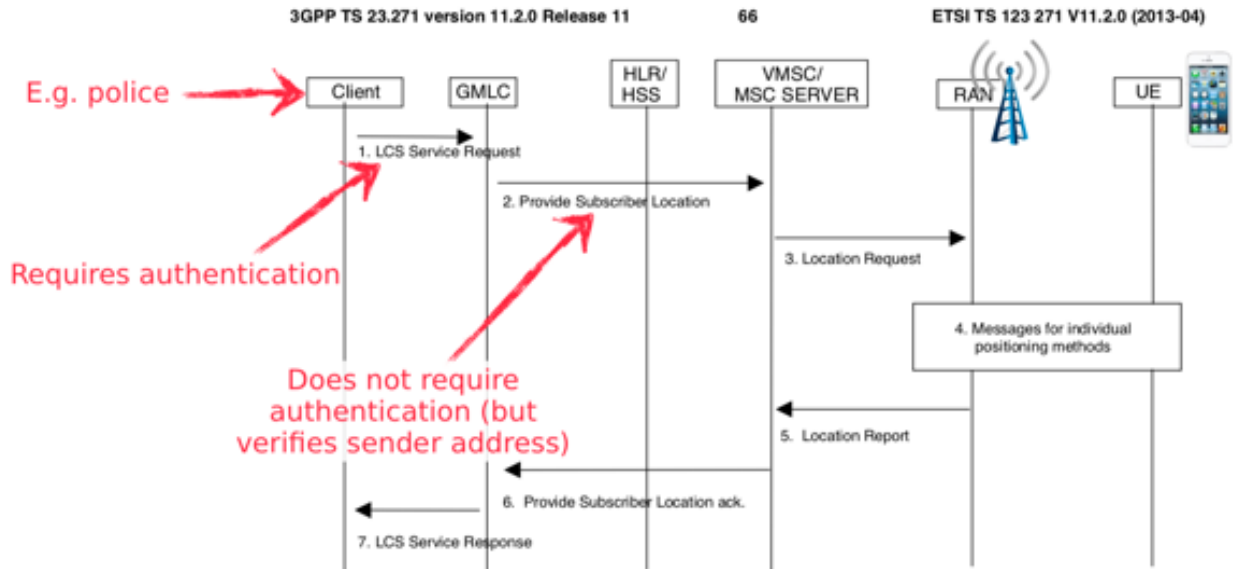 3GPP TS 23.271 version 11.2.0 Release 11
66
ETSI TS 123 271 V11.2.0 (2013-04)
E.g. police
Client
GMLC
HLR/
HSS
VMSC/
MSC SERVER
RAN
UE
1. LCS Service Request
2. Provide Subscriber Location
Requires authentication
3. Location Request
4. Messages for individual
positioning methods
Does not require
authentication (but
verifies sender address)
5. Location Report
6. Provide Subscriber Location ack.
7. LCS Service Response